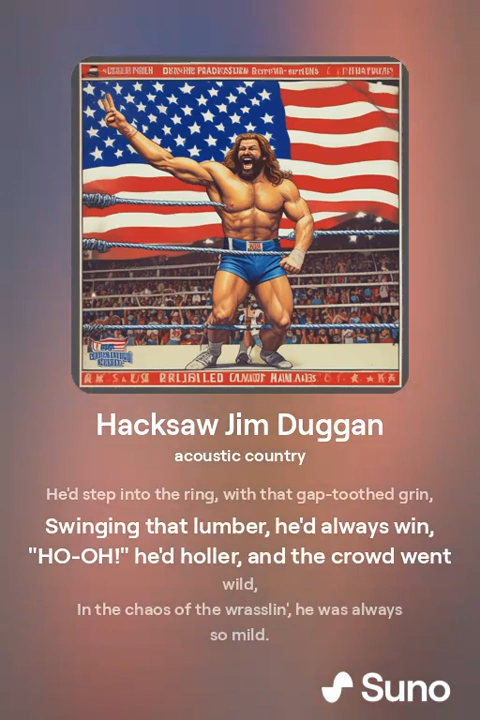 Hacksaw Jim Duggan
acoustic country
He'd step into the ring, with that gap-toothed grin,
Swinging that lumber, he'd always win,
"HO-OH!" he'd holler, and the crowd went
wild,
In the chaos of the wrasslin', he was always
so mild.
Suno